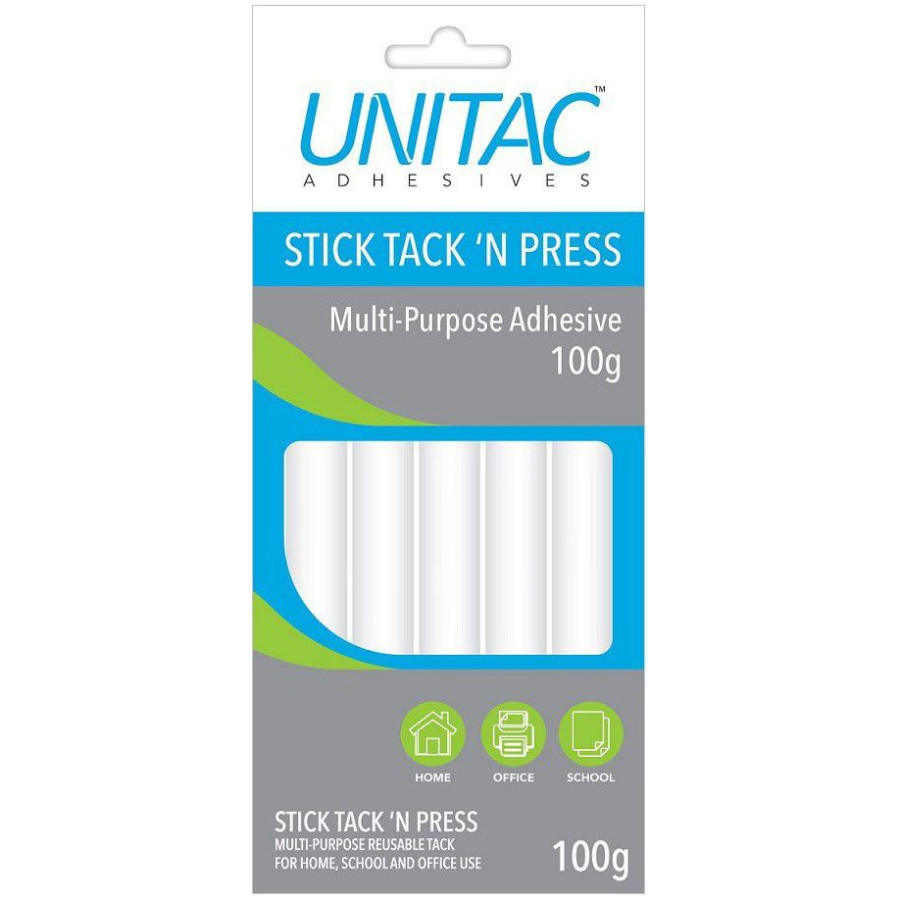 UNITAC™
ADHESIVES
STICK TACK ‘N PRESS
Multi-Purpose Adhesive
100g
HOME OFFICE SCHOOL
STICK TACK ‘N PRESS
MULTI-PURPOSE REUSABLE TACK
FOR HOME, SCHOOL AND OFFICE USE
100g